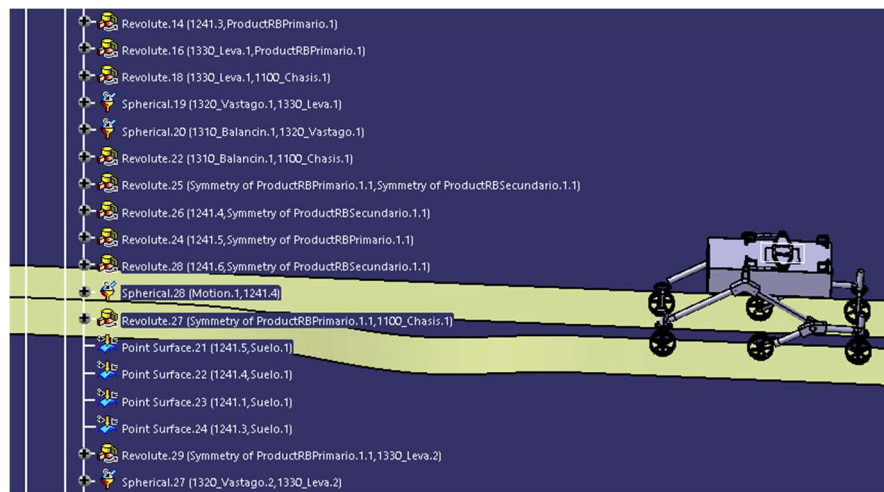 Revolute.14 (1241.3,ProductRBPrimario.1)
Revolute.16 (1330_Leva.1,ProductRBPrimario.1)
Revolute.18 (1330_Leva.1,1100_Chasis.1)
Spherical.19 (1320_Vastago.1,1330_Leva.1)
Spherical.20 (1310_Balancin.1,1320_Vastago.1)
Revolute.22 (1310_Balancin.1,1100_Chasis.1)
Revolute.25 (Symmetry of ProductRBPrimario.1.1,Symmetry of ProductRBSecundario.1.1)
Revolute.26 (1241.4,Symmetry of ProductRBSecundario.1.1)
Revolute.24 (1241.5,Symmetry of ProductRBPrimario.1.1)
Revolute.28 (1241.6,Symmetry of ProductRBSecundario.1.1)
Spherical.28 (Motion.1,1241.4)
Revolute.27 (Symmetry of ProductRBPrimario.1.1,1100_Chasis.1)
Point Surface.21 (1241.5,Suelo.1)
Point Surface.22 (1241.4,Suelo.1)
Point Surface.23 (1241.1,Suelo.1)
Point Surface.24 (1241.3,Suelo.1)
Revolute.29 (Symmetry of ProductRBPrimario.1.1,1330_Leva.2)
Spherical.27 (1320_Vastago.2,1330_Leva.2)